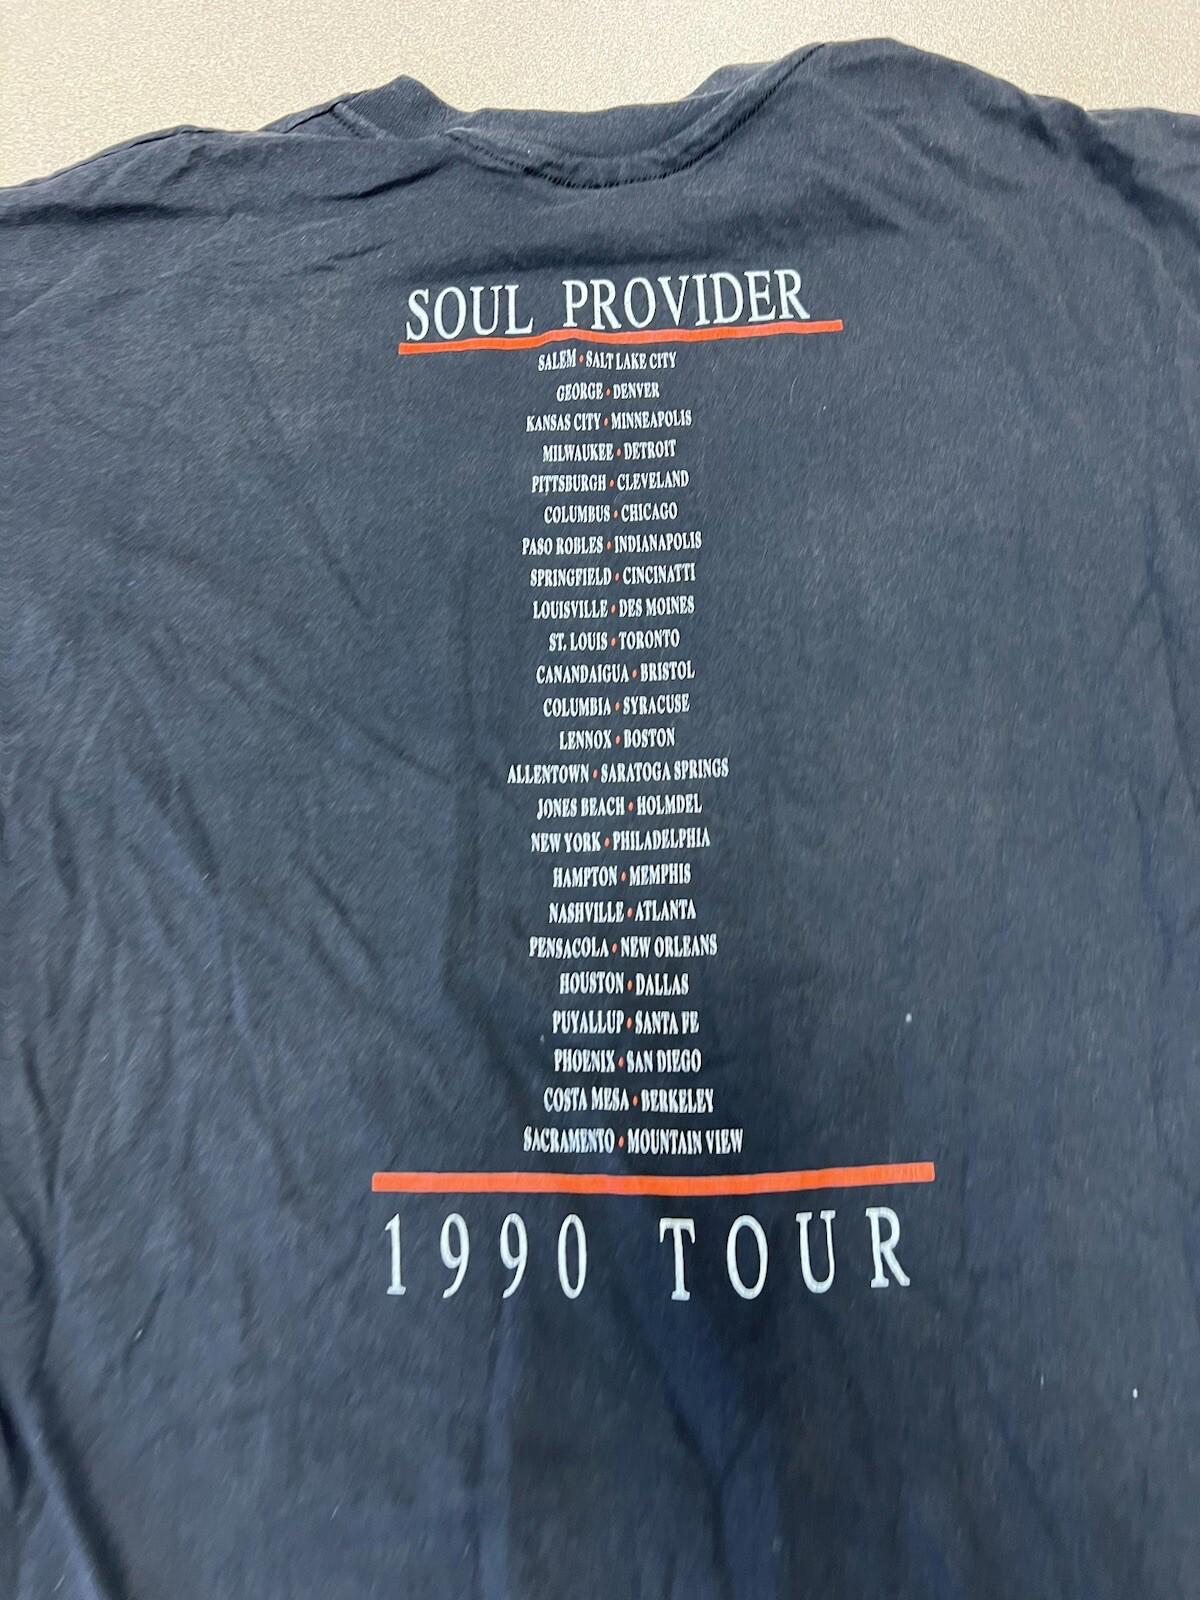 SOUL PROVIDER
SALEM • SALT LAKE CITY
GEORGE • DENVER
KANSAS CITY • MINNEAPOLIS
MILWAUKEE • DETROIT
PITTSBURGH • CLEVELAND
COLUMBUS • CHICAGO
PASO ROBLES • INDIANAPOLIS
SPRINGFIELD • CINCINATTI
LOUISVILLE • DES MOINES
ST. LOUIS • TORONTO
CANANDAIGUA • BRISTOL
COLUMBIA • SYRACUSE
LENNOX • BOSTON
ALLENTOWN • SARATOGA SPRINGS
JONES BEACH • HOLMDEL
NEW YORK • PHILADELPHIA
HAMPTON • MEMPHIS
NASHVILLE • ATLANTA
PENSACOLA • NEW ORLEANS
HOUSTON • DALLAS
PUYALLUP • SANTA FE
PHOENIX • SAN DIEGO
COSTA MESA • BERKELEY
SACRAMENTO • MOUNTAIN VIEW
1990 TOUR